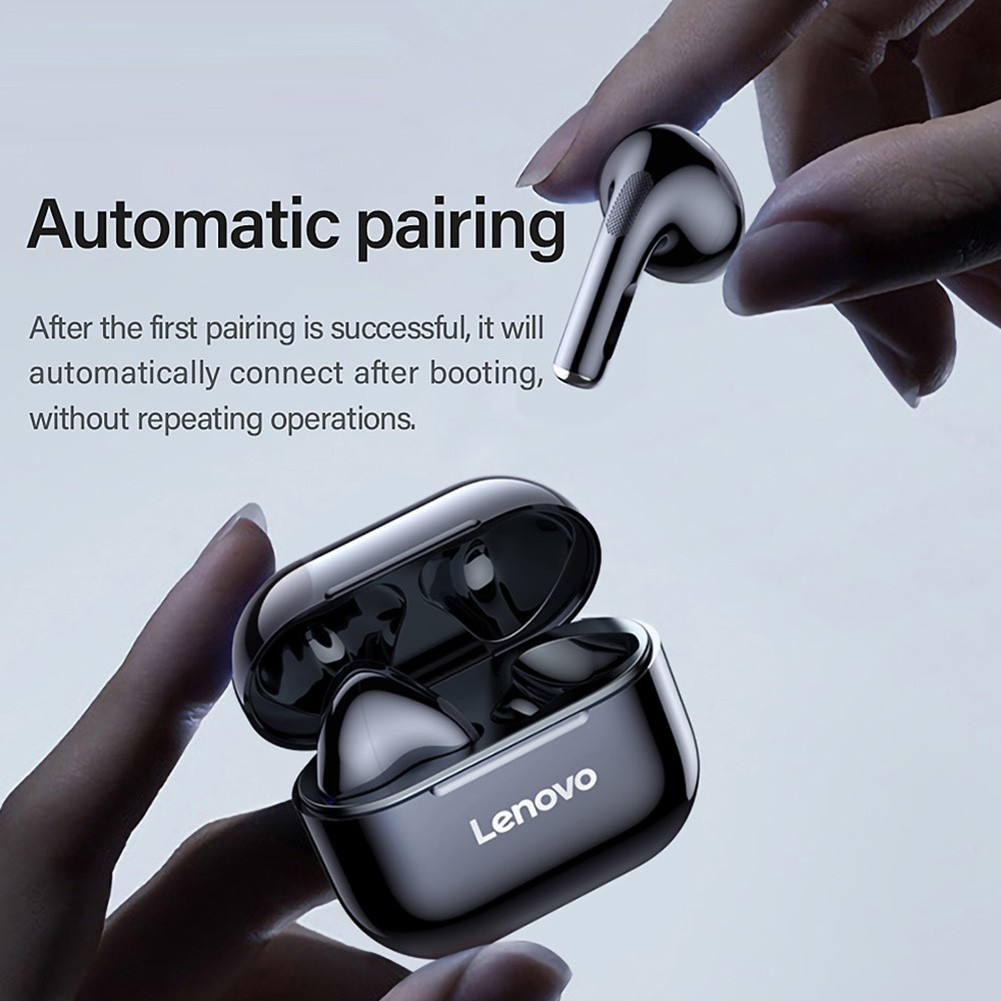 Automatic pairing
After the first pairing is successful, it will
automatically connect after booting,
without repeating operations.
Lenovo